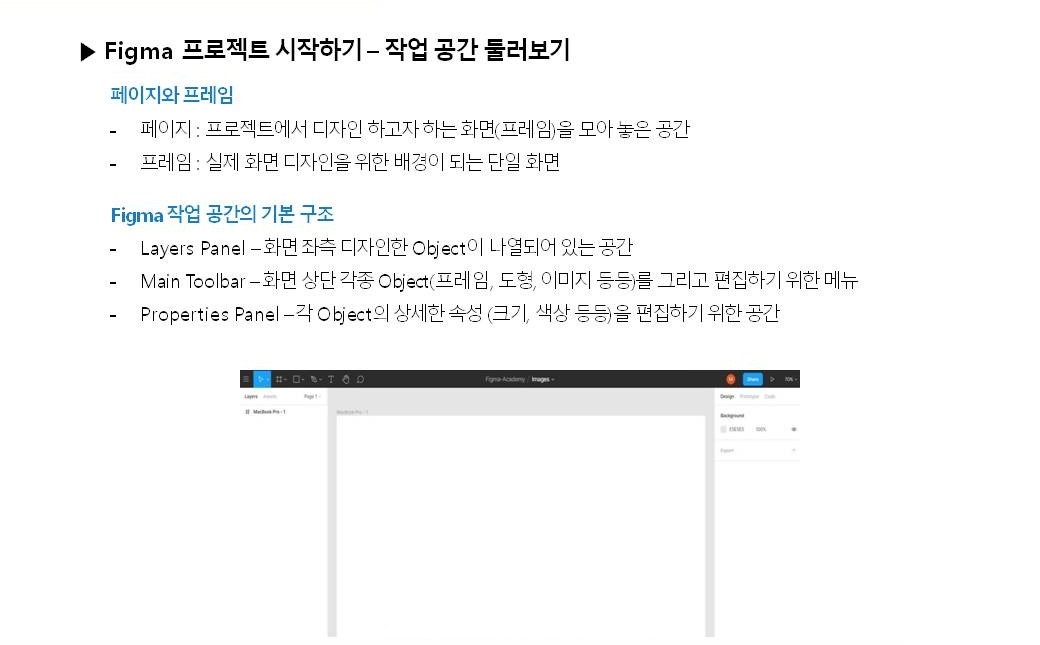 ▶ Figma 프로젝트 시작하기 – 작업 공간 둘러보기
페이지와 프레임
- 페이지 : 프로젝트에서 디자인 하고자 하는 화면(프레임)을 모아 놓은 공간
- 프레임 : 실제 화면 디자인을 위한 배경이 되는 단일 화면
Figma 작업 공간의 기본 구조
- Layers Panel – 화면 좌측 디자인한 Object이 나열되어 있는 공간
- Main Toolbar – 화면 상단 각종 Object(프레임, 도형, 이미지 등등)를 그리고 편집하기 위한 메뉴
- Properties Panel – 각 Object의 상세한 속성 (크기, 색상 등등)을 편집하기 위한 공간
Figma-Academy / Images
Share 70%
Layers Assets Page 1
Design Prototype Code
MacBook Pro - 1
MacBook Pro - 1
Background
E5E5E5 100%
Export